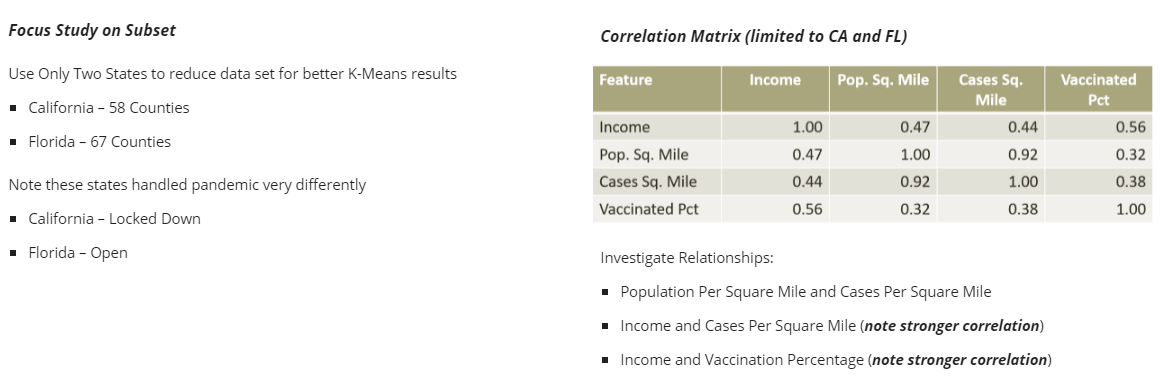 Focus Study on Subset
Use Only Two States to reduce data set for better K-Means results
▪ California – 58 Counties
▪ Florida – 67 Counties
Note these states handled pandemic very differently
▪ California – Locked Down
▪ Florida – Open
Correlation Matrix (limited to CA and FL)
Feature Income Pop. Sq. Mile Cases Sq. Mile Vaccinated Pct
Income 1.00 0.47 0.44 0.56
Pop. Sq. Mile 0.47 1.00 0.92 0.32
Cases Sq. Mile 0.44 0.92 1.00 0.38
Vaccinated Pct 0.56 0.32 0.38 1.00
Investigate Relationships:
▪ Population Per Square Mile and Cases Per Square Mile
▪ Income and Cases Per Square Mile (note stronger correlation)
▪ Income and Vaccination Percentage (note stronger correlation)